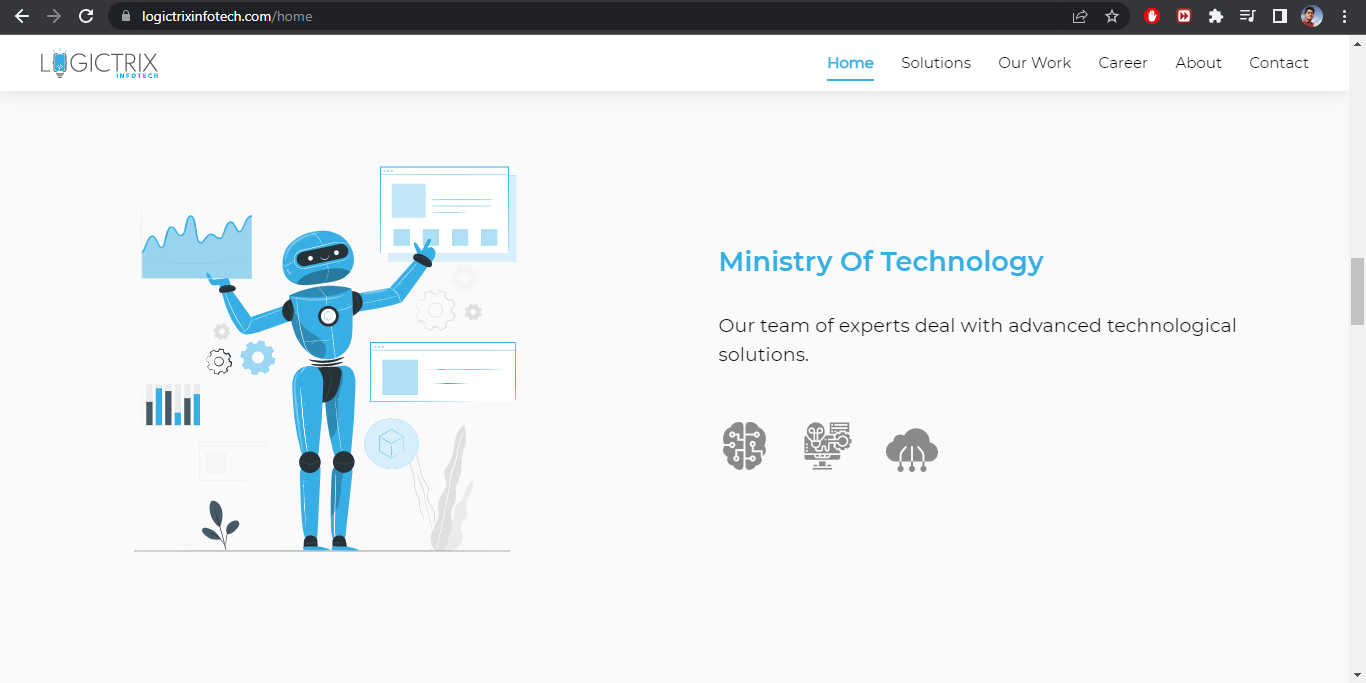 logictrixinfotech.com/home
LOGICTRIX
INFOTECH
Home Solutions Our Work Career About Contact
Ministry Of Technology
Our team of experts deal with advanced technological
solutions.